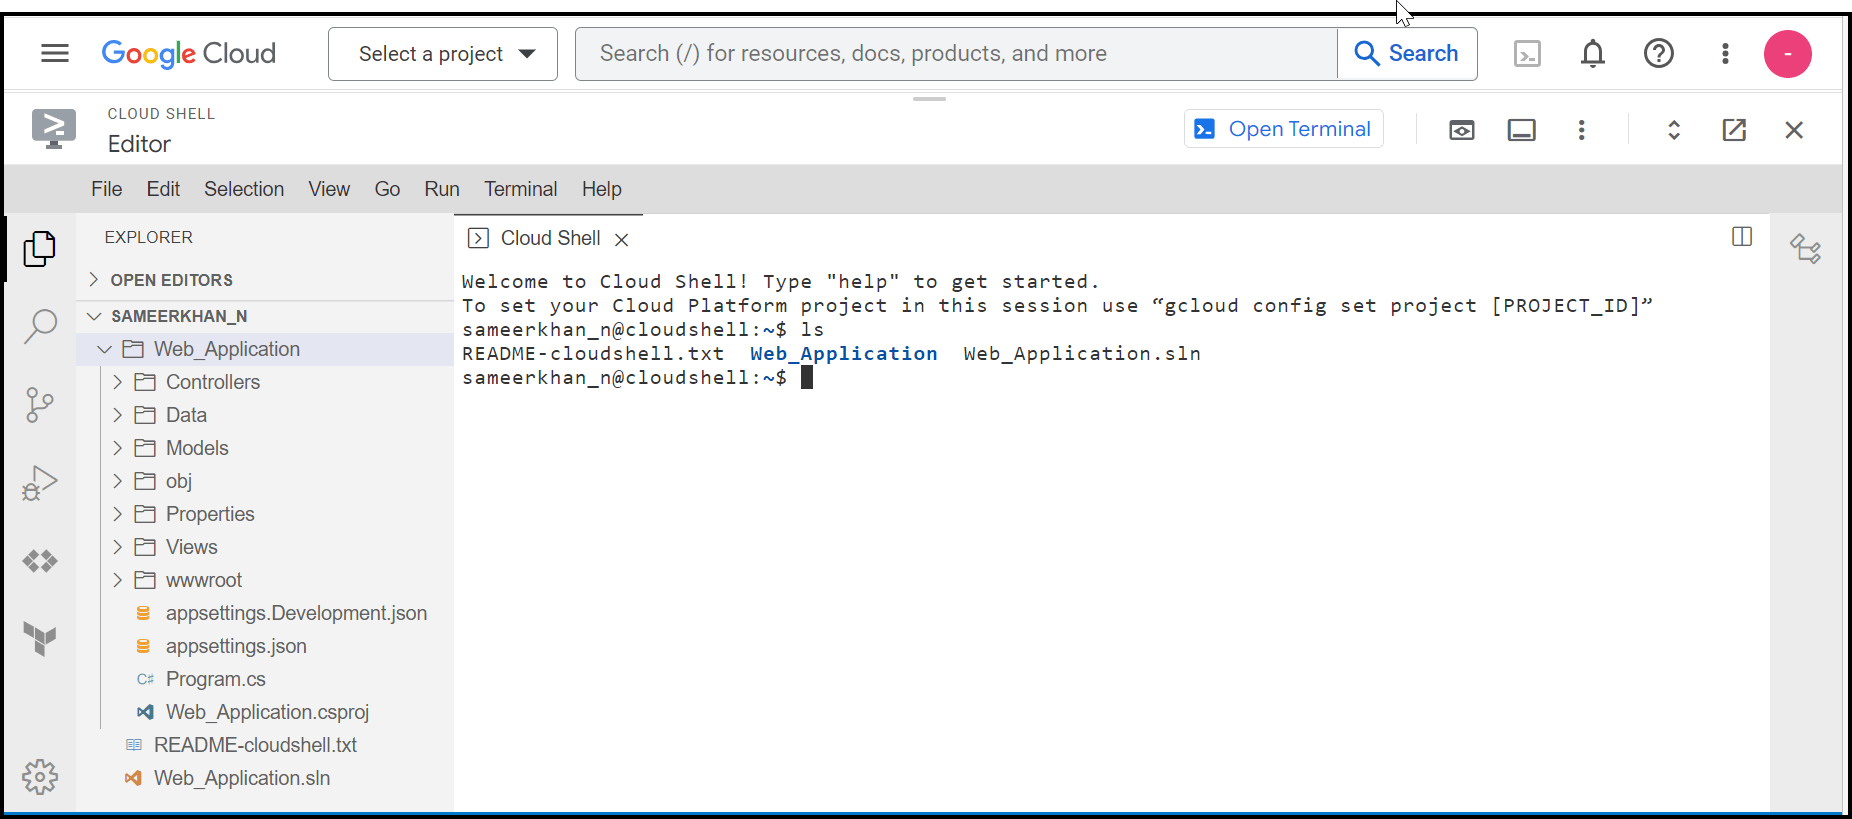 Google Cloud
Select a project
Search (/) for resources, docs, products, and more
Search
-
CLOUD SHELL
Editor
Open Terminal
File Edit Selection View Go Run Terminal Help
EXPLORER
OPEN EDITORS
SAMEERKHAN_N
Web_Application
Controllers
Data
Models
obj
Properties
Views
wwwroot
appsettings.Development.json
appsettings.json
C# Program.cs
Web_Application.csproj
README-cloudshell.txt
Web_Application.sln
Cloud Shell
Welcome to Cloud Shell! Type "help" to get started.
To set your Cloud Platform project in this session use “gcloud config set project [PROJECT_ID]”
sameerkhan_n@cloudshell:~$ ls
README-cloudshell.txt Web_Application Web_Application.sln
sameerkhan_n@cloudshell:~$